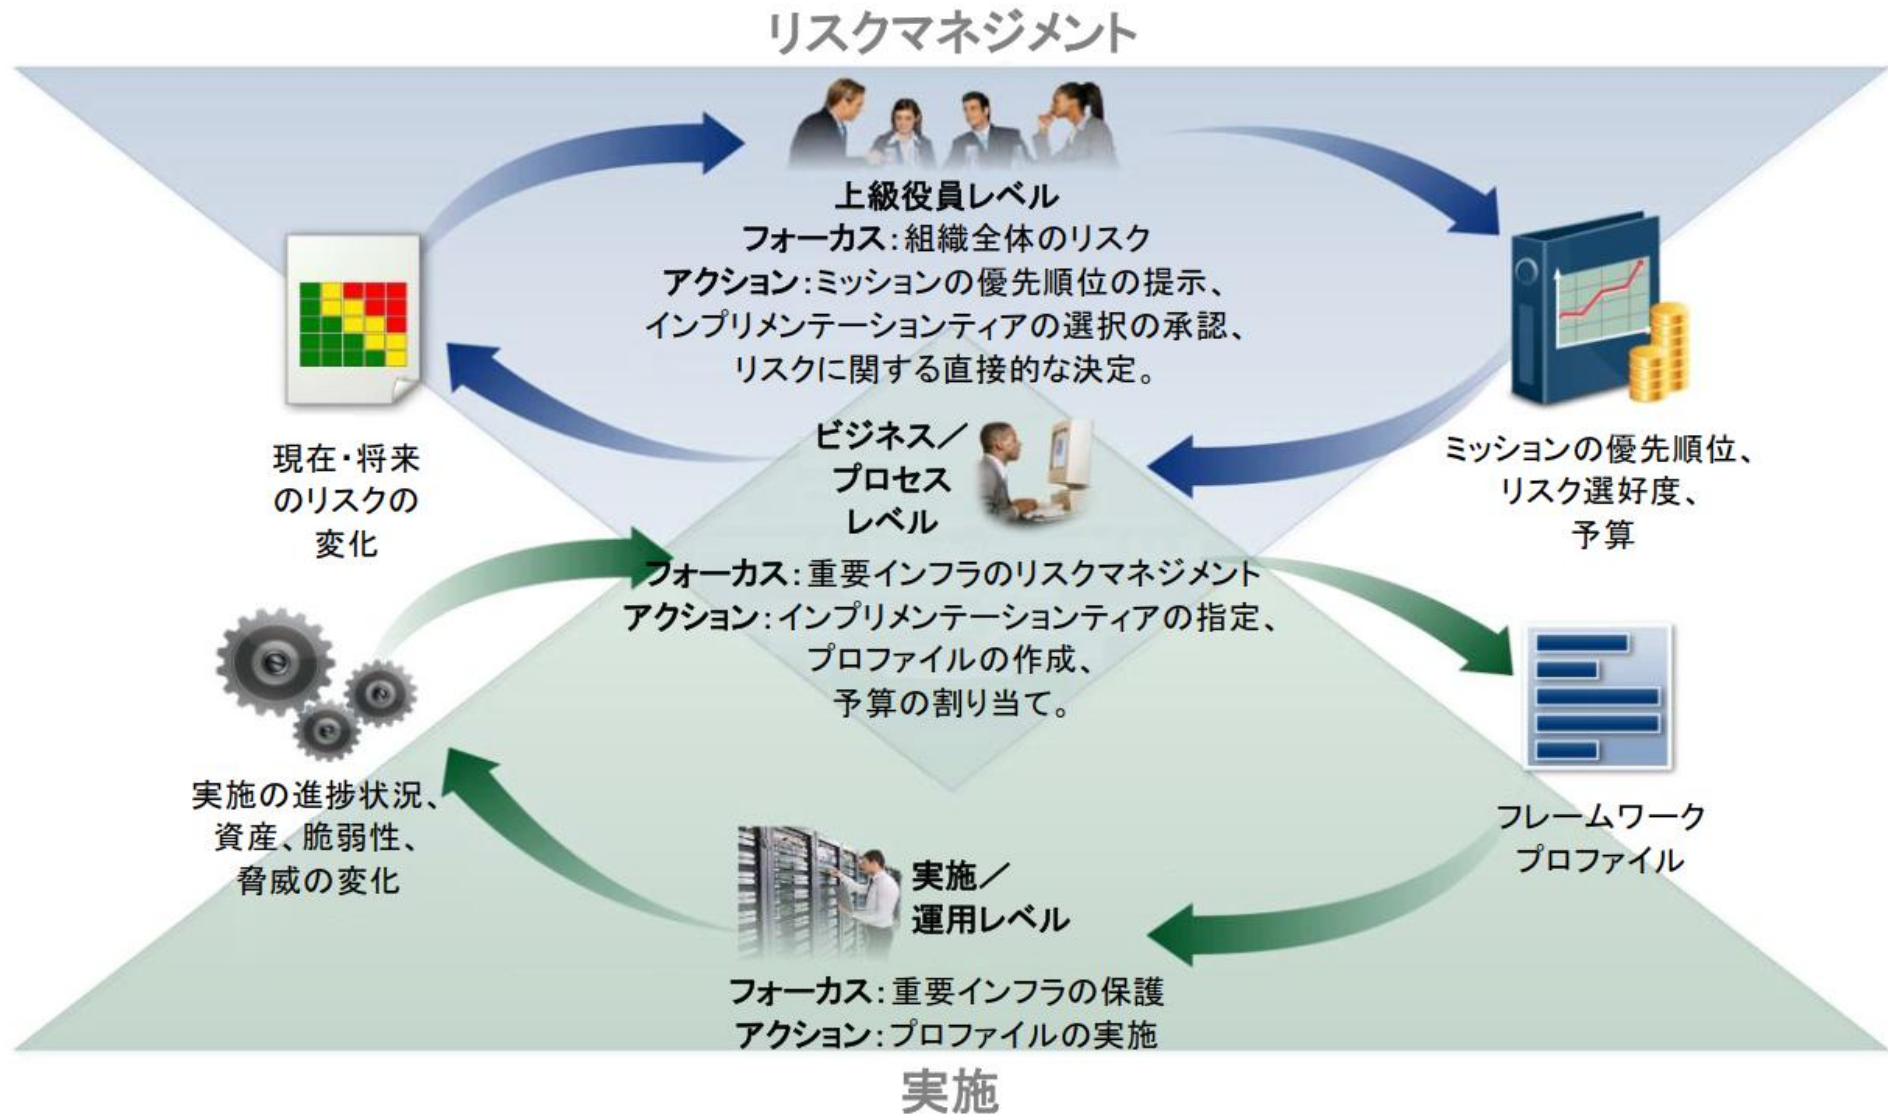 リスクマネジメント
上級役員レベル
フォーカス：組織全体のリスク
アクション：ミッションの優先順位の提示、
インプリメンテーションティアの選択の承認、
リスクに関する直接的な決定。
現在・将来
のリスクの
変化
ミッションの優先順位、
リスク選好度、
予算
ビジネス／
プロセス
レベル
フォーカス：重要インフラのリスクマネジメント
アクション：インプリメンテーションティアの指定、
プロファイルの作成、
予算の割り当て。
実施の進捗状況、
資産、脆弱性、
脅威の変化
フレームワーク
プロファイル
実施／
運用レベル
フォーカス：重要インフラの保護
アクション：プロファイルの実施
実施